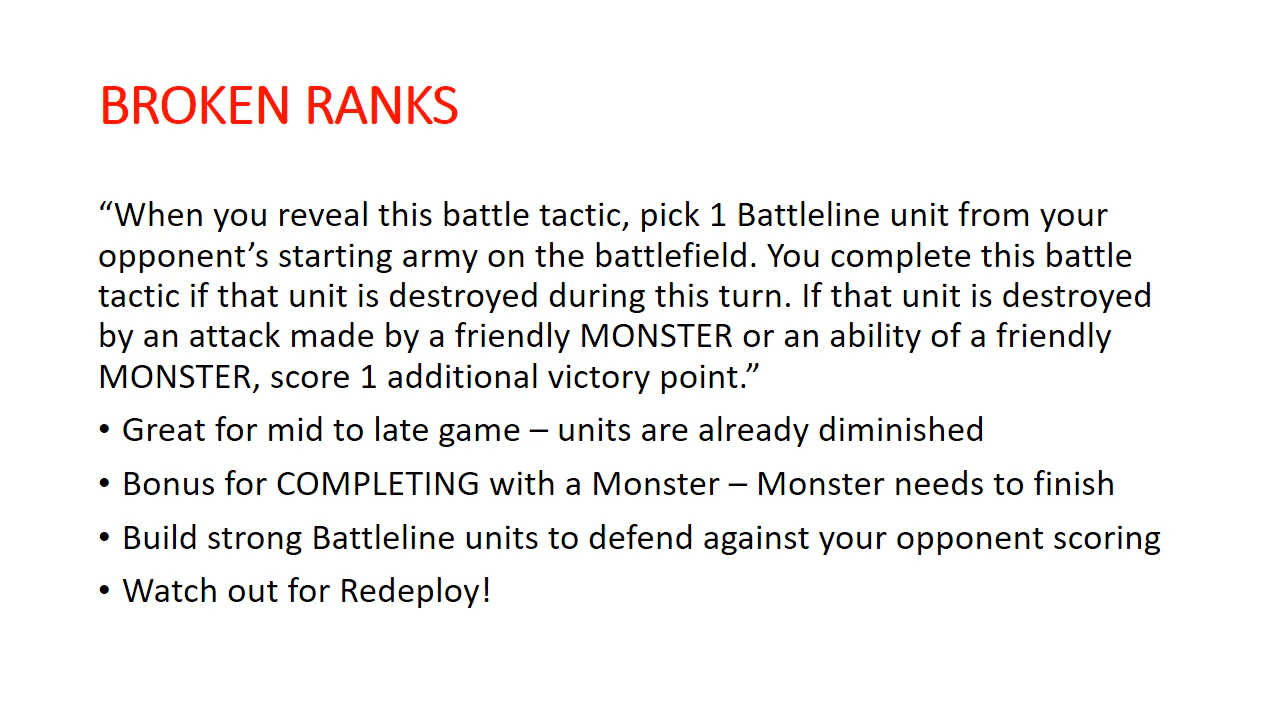 BROKEN RANKS
“When you reveal this battle tactic, pick 1 Battleline unit from your
opponent’s starting army on the battlefield. You complete this battle
tactic if that unit is destroyed during this turn. If that unit is destroyed
by an attack made by a friendly MONSTER or an ability of a friendly
MONSTER, score 1 additional victory point.”
• Great for mid to late game – units are already diminished
• Bonus for COMPLETING with a Monster – Monster needs to finish
• Build strong Battleline units to defend against your opponent scoring
• Watch out for Redeploy!